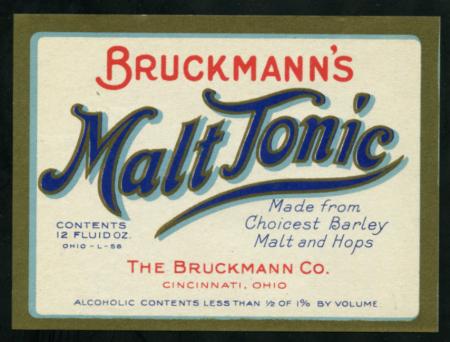 BRUCKMANN'S
Malt Tonic
Made from
Choicest Barley
Malt and Hops
CONTENTS
12 FLUID OZ.
OHIO-L-58
THE BRUCKMANN CO.
CINCINNATI, OHIO
ALCOHOLIC CONTENTS LESS THAN ½ OF 1% BY VOLUME